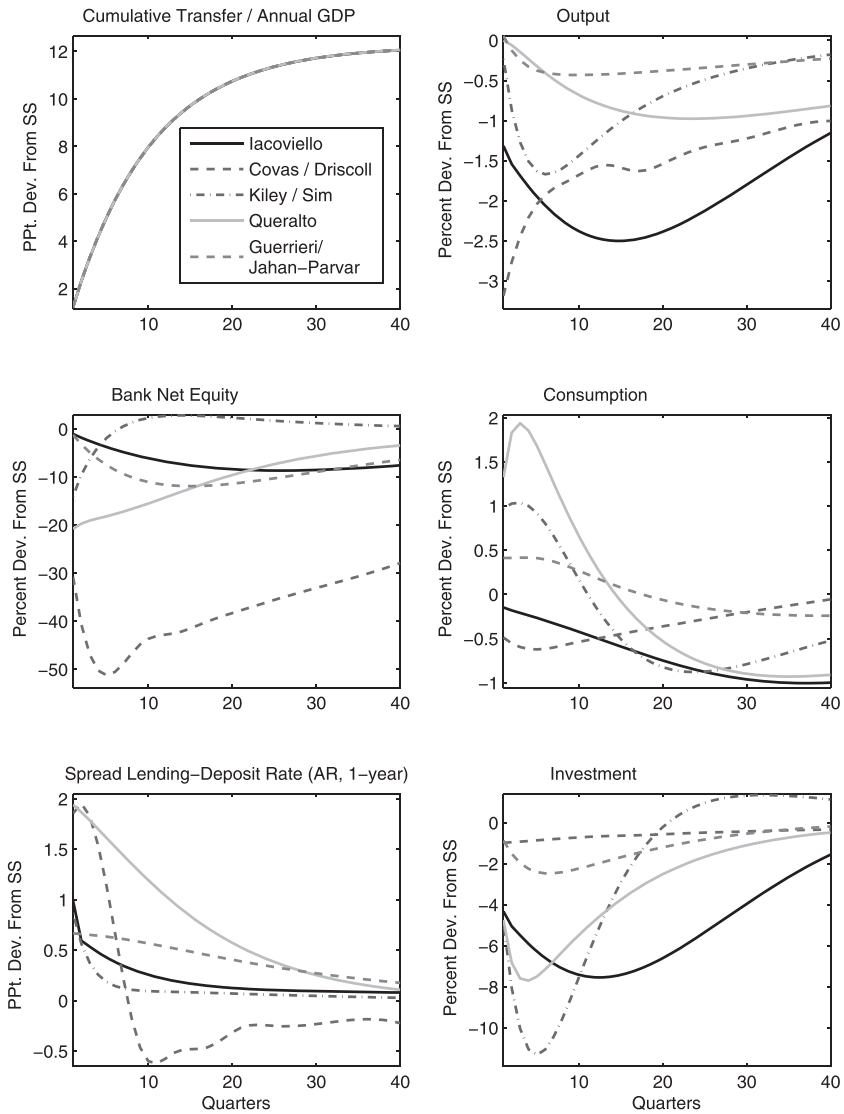 Cumulative Transfer / Annual GDP
PPt. Dev. From SS
12
10
8
6
4
2
10 20 30 40
Iacoviello
Covas / Driscoll
Kiley / Sim
Queralto
Guerrieri/
Jahan−Parvar
Output
Percent Dev. From SS
0
−0.5
−1
−1.5
−2
−2.5
−3
10 20 30 40
Bank Net Equity
Percent Dev. From SS
0
−10
−20
−30
−40
−50
10 20 30 40
Consumption
Percent Dev. From SS
2
1.5
1
0.5
0
−0.5
−1
10 20 30 40
Spread Lending−Deposit Rate (AR, 1−year)
PPt. Dev. From SS
2
1.5
1
0.5
0
−0.5
10 20 30 40
Quarters
Investment
Percent Dev. From SS
0
−2
−4
−6
−8
−10
10 20 30 40
Quarters